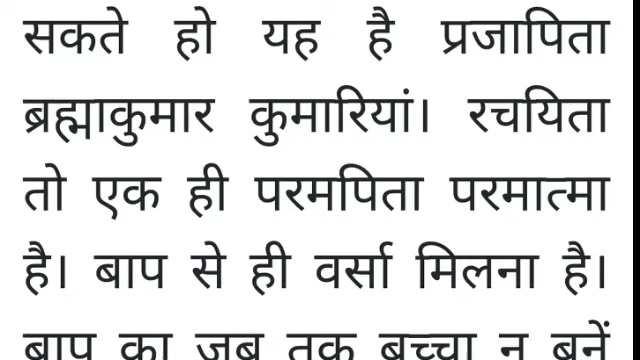 सकते हो यह है प्रजापिता
ब्रह्माकुमार कुमारियां। रचयिता
तो एक ही परमपिता परमात्मा
है। बाप से ही वर्सा मिलना है।
बाप का जब तक बच्चा न बनें